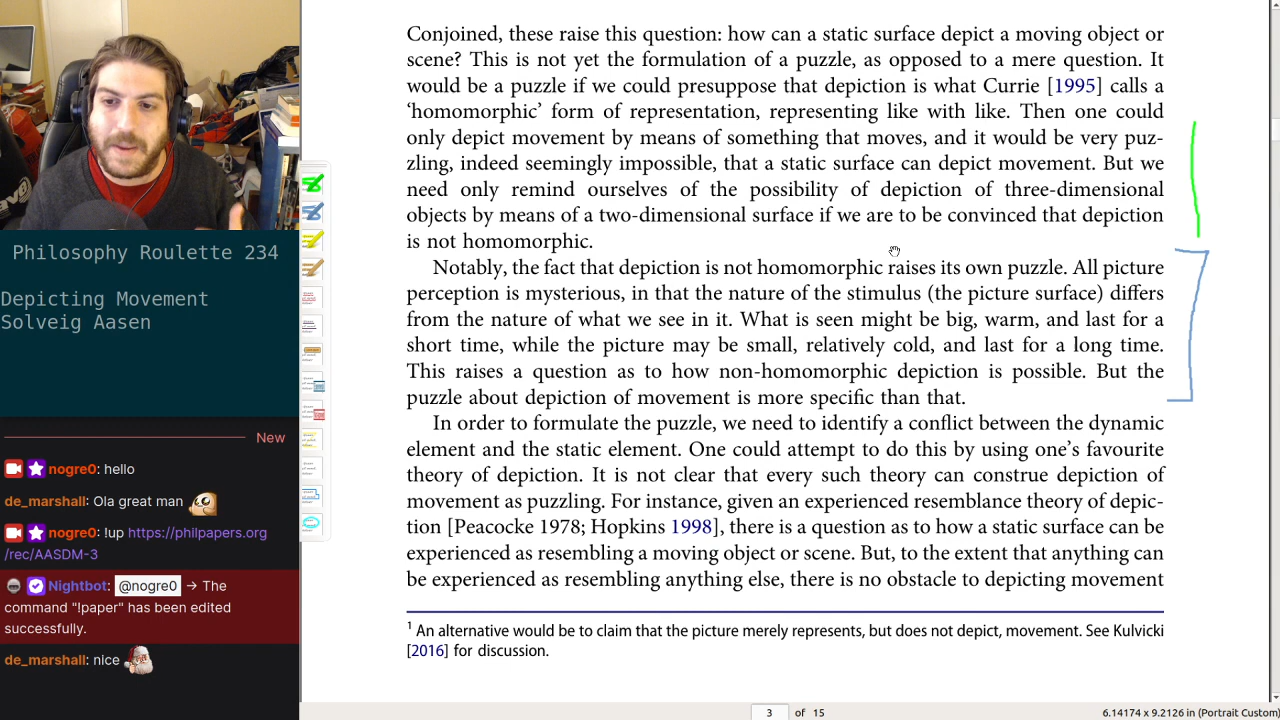 Conjoined, these raise this question: how can a static surface depict a moving object or
scene? This is not yet the formulation of a puzzle, as opposed to a mere question. It
would be a puzzle if we could presuppose that depiction is what Currie [1995] calls a
‘homomorphic’ form of representation, representing like with like. Then one could
only depict movement by means of something that moves, and it would be very puz-
zling, indeed seemingly impossible, that a static surface can depict movement. But we
need only remind ourselves of the possibility of depiction of three-dimensional
objects by means of a two-dimensional surface if we are to be convinced that depiction
is not homomorphic.
Notably, the fact that depiction is not homomorphic raises its own puzzle. All picture
perception is mysterious in that the nature of the stimulus, the pictorial surface, differs
from the nature of what we see in it. What is seen might be big, round, and last for a
short time, while the picture may be small, relatively even, and last for a long time.
This raises a question as to how non-homomorphic depiction is possible. But the
puzzle about depiction of movement is more specific than that.
In order to formulate the puzzle, we need to identify a conflict between the dynamic
element and the static element. One could attempt to do this by invoking one's favourite
theory of depiction. It is not clear to every such theory they can cast the depiction of
movement as puzzling. For example, on an experienced resemblance theory of depic-
tion [Peacocke 1987; Hopkins 1998], there is a question about how a static surface can be
experienced as resembling a moving object or scene. But, to the extent that anything can
be experienced as resembling anything else, there is no obstacle to depicting movement
1 An alternative would be to claim that the picture merely represents, but does not depict, movement. See Kulvicki
[2016] for discussion.
3 of 15
6.14174 x 9.2126 in (Portrait Custom)
Philosophy Roulette 234
Depicting Movement
Solveig Aasen
New
nogre0: hello
de_marshall: Ola great man
nogre0: !up https://philpapers.org
/rec/AASDM-3
Nightbot: @nogre0 → The
command "!paper" has been edited
successfully.
de_marshall: nice